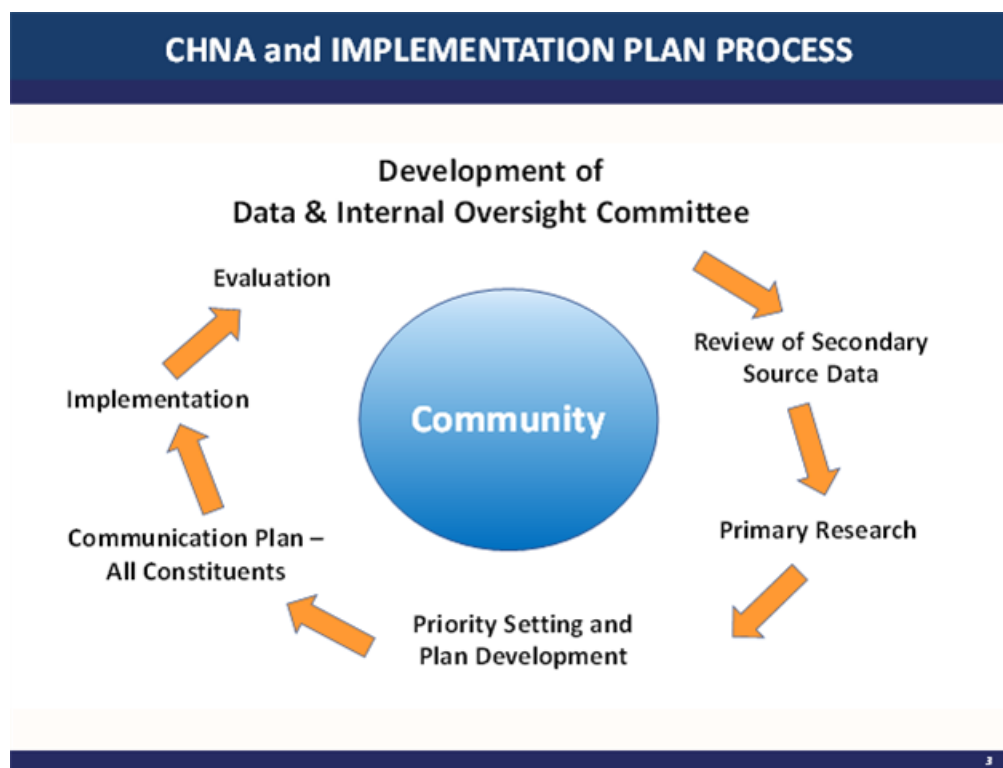 CHNA and IMPLEMENTATION PLAN PROCESS
Development of
Data & Internal Oversight Committee
Review of Secondary
Source Data
Primary Research
Priority Setting and
Plan Development
Communication Plan –
All Constituents
Implementation
Evaluation
Community
3